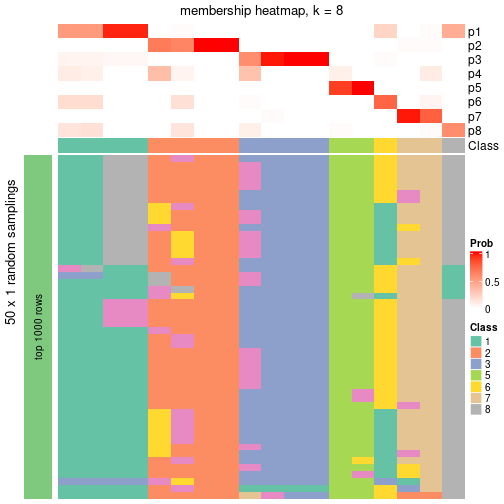 membership heatmap, k = 8
p1
p2
p3
p4
p5
p6
p7
p8
Class
50 x 1 random samplings
top 1000 rows
Prob
1
0.5
0
Class
1
2
3
5
6
7
8